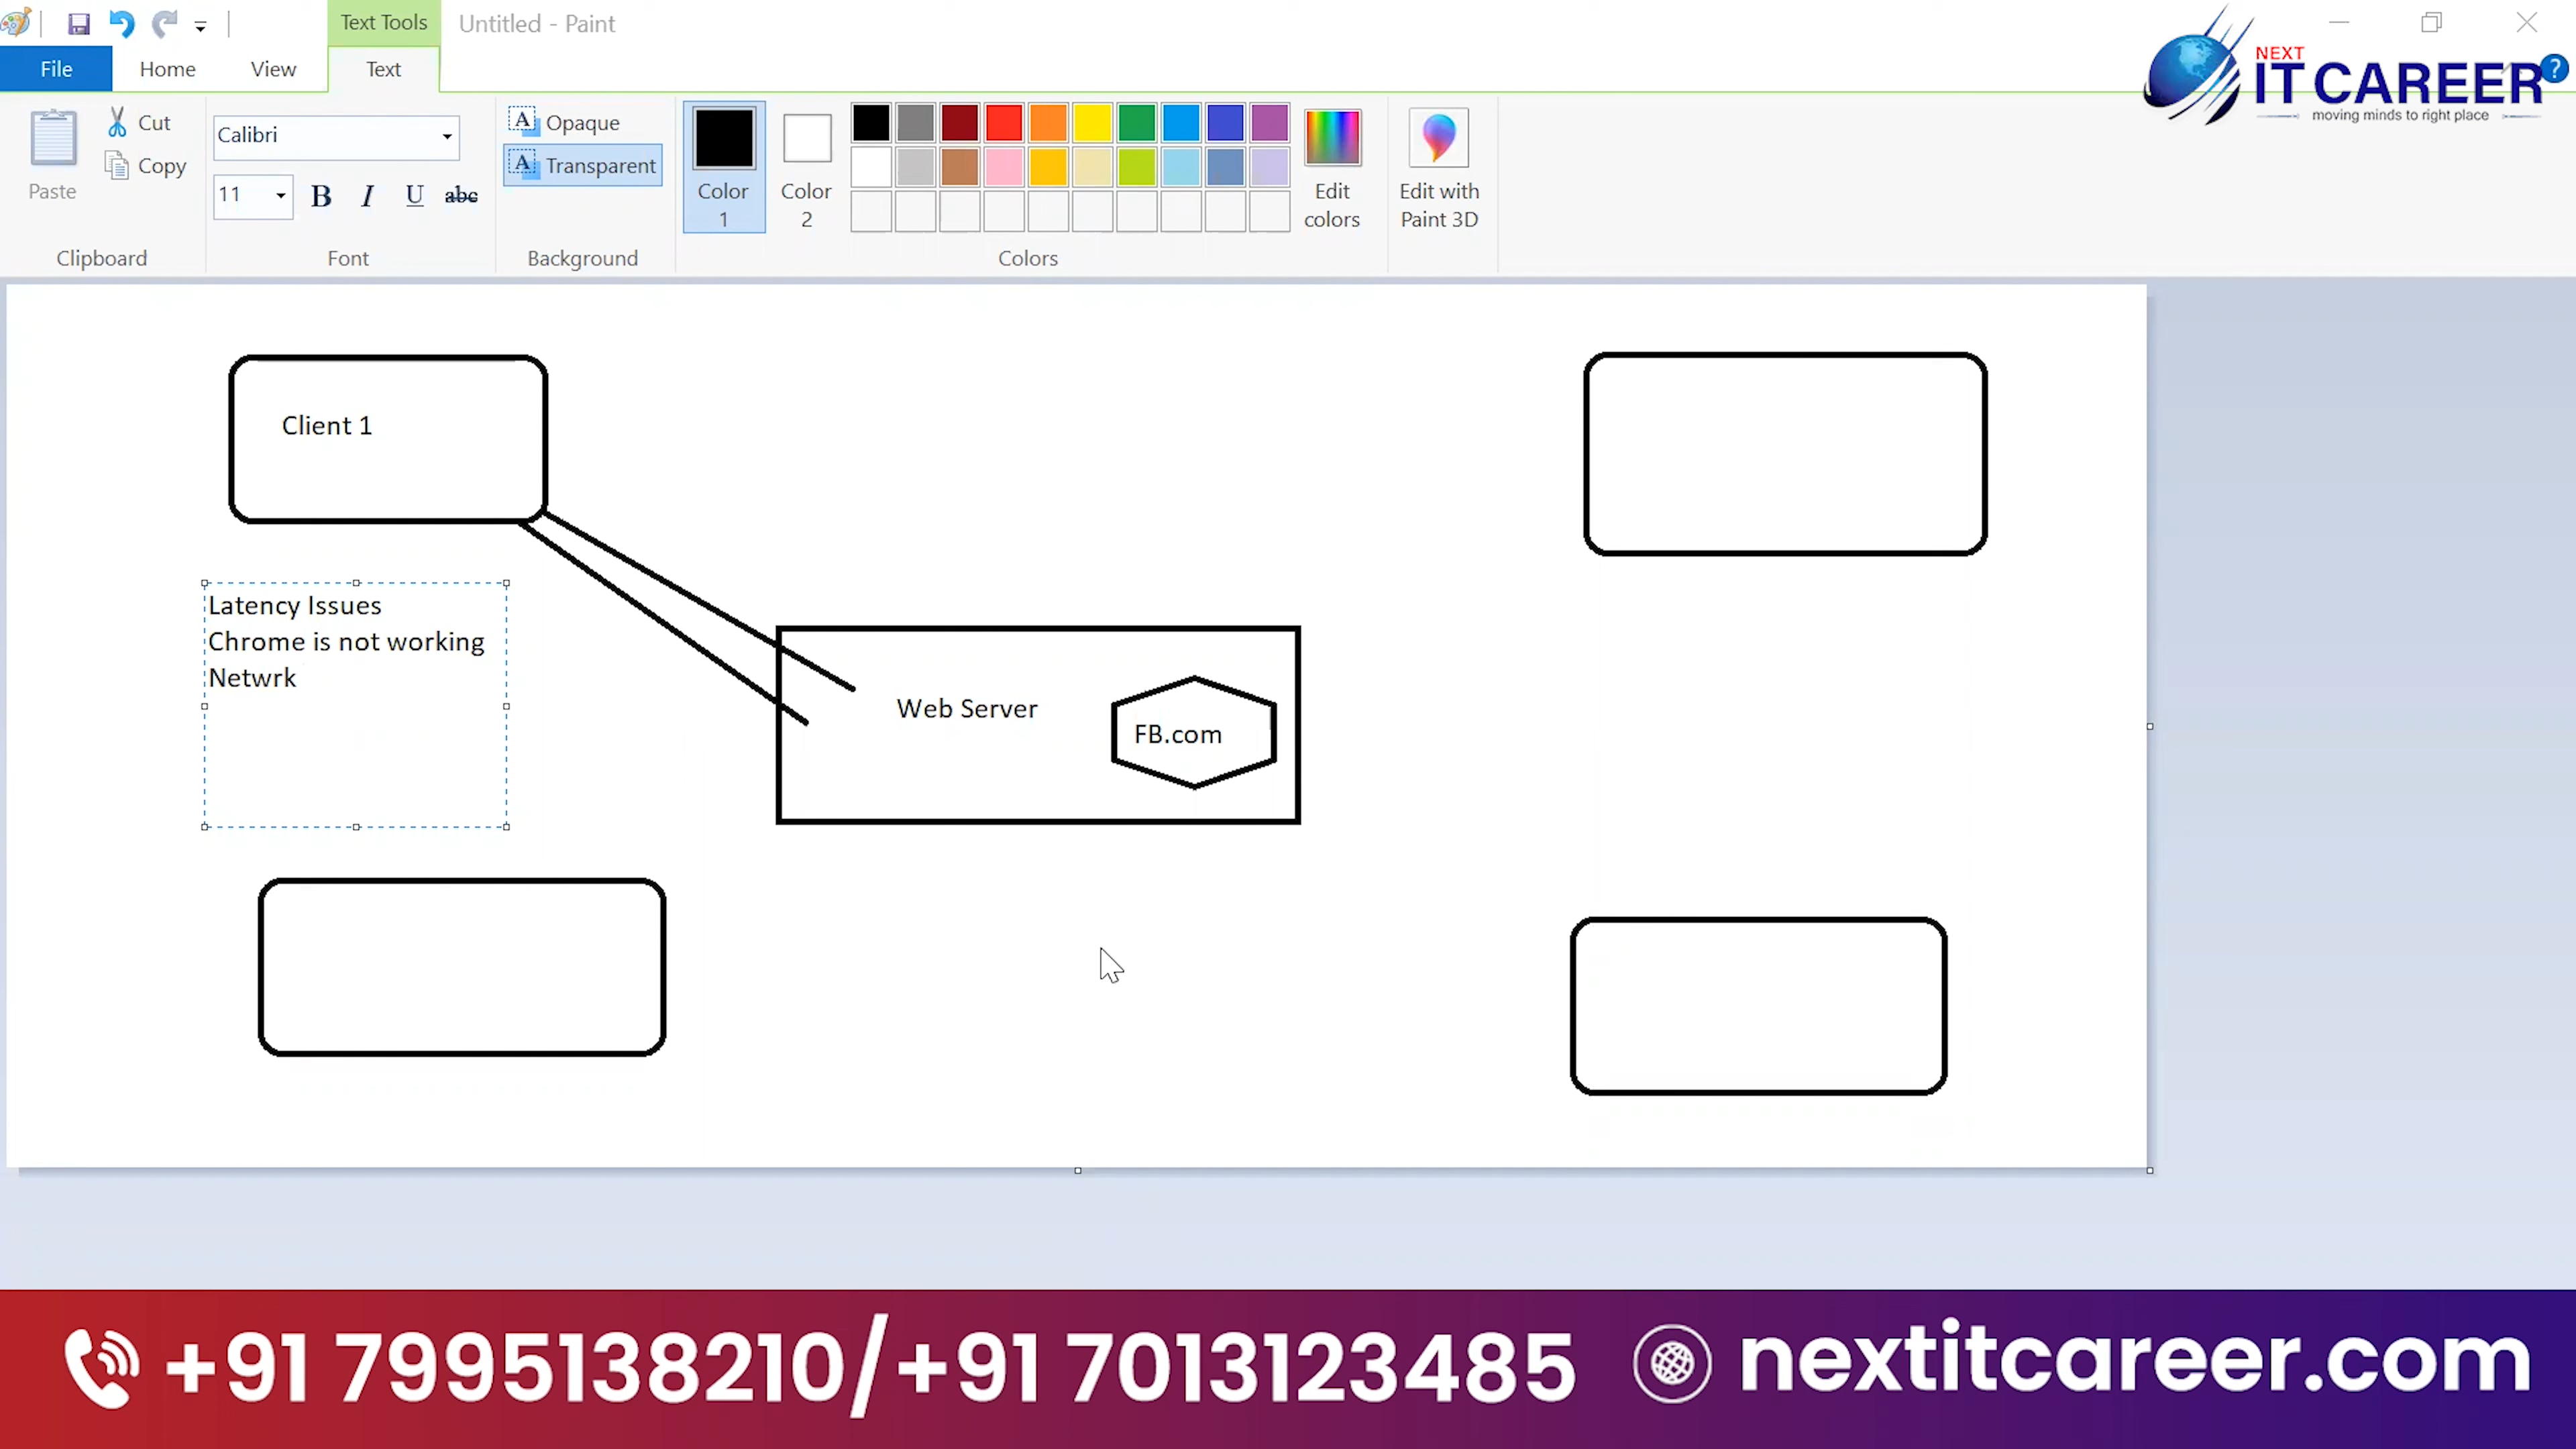 Text Tools
Untitled - Paint
File
Home
View
Text
NEXT
IT CAREER
moving minds to right place
?
Paste
Cut
Copy
Clipboard
Calibri
11
B I U abc
Font
A Opaque
A Transparent
Background
Color
1
Color
2
Edit
colors
Colors
Edit with
Paint 3D
Client 1
Latency Issues
Chrome is not working
Netwrk
Web Server
FB.com
+91 7995138210/+91 7013123485
nextitcareer.com